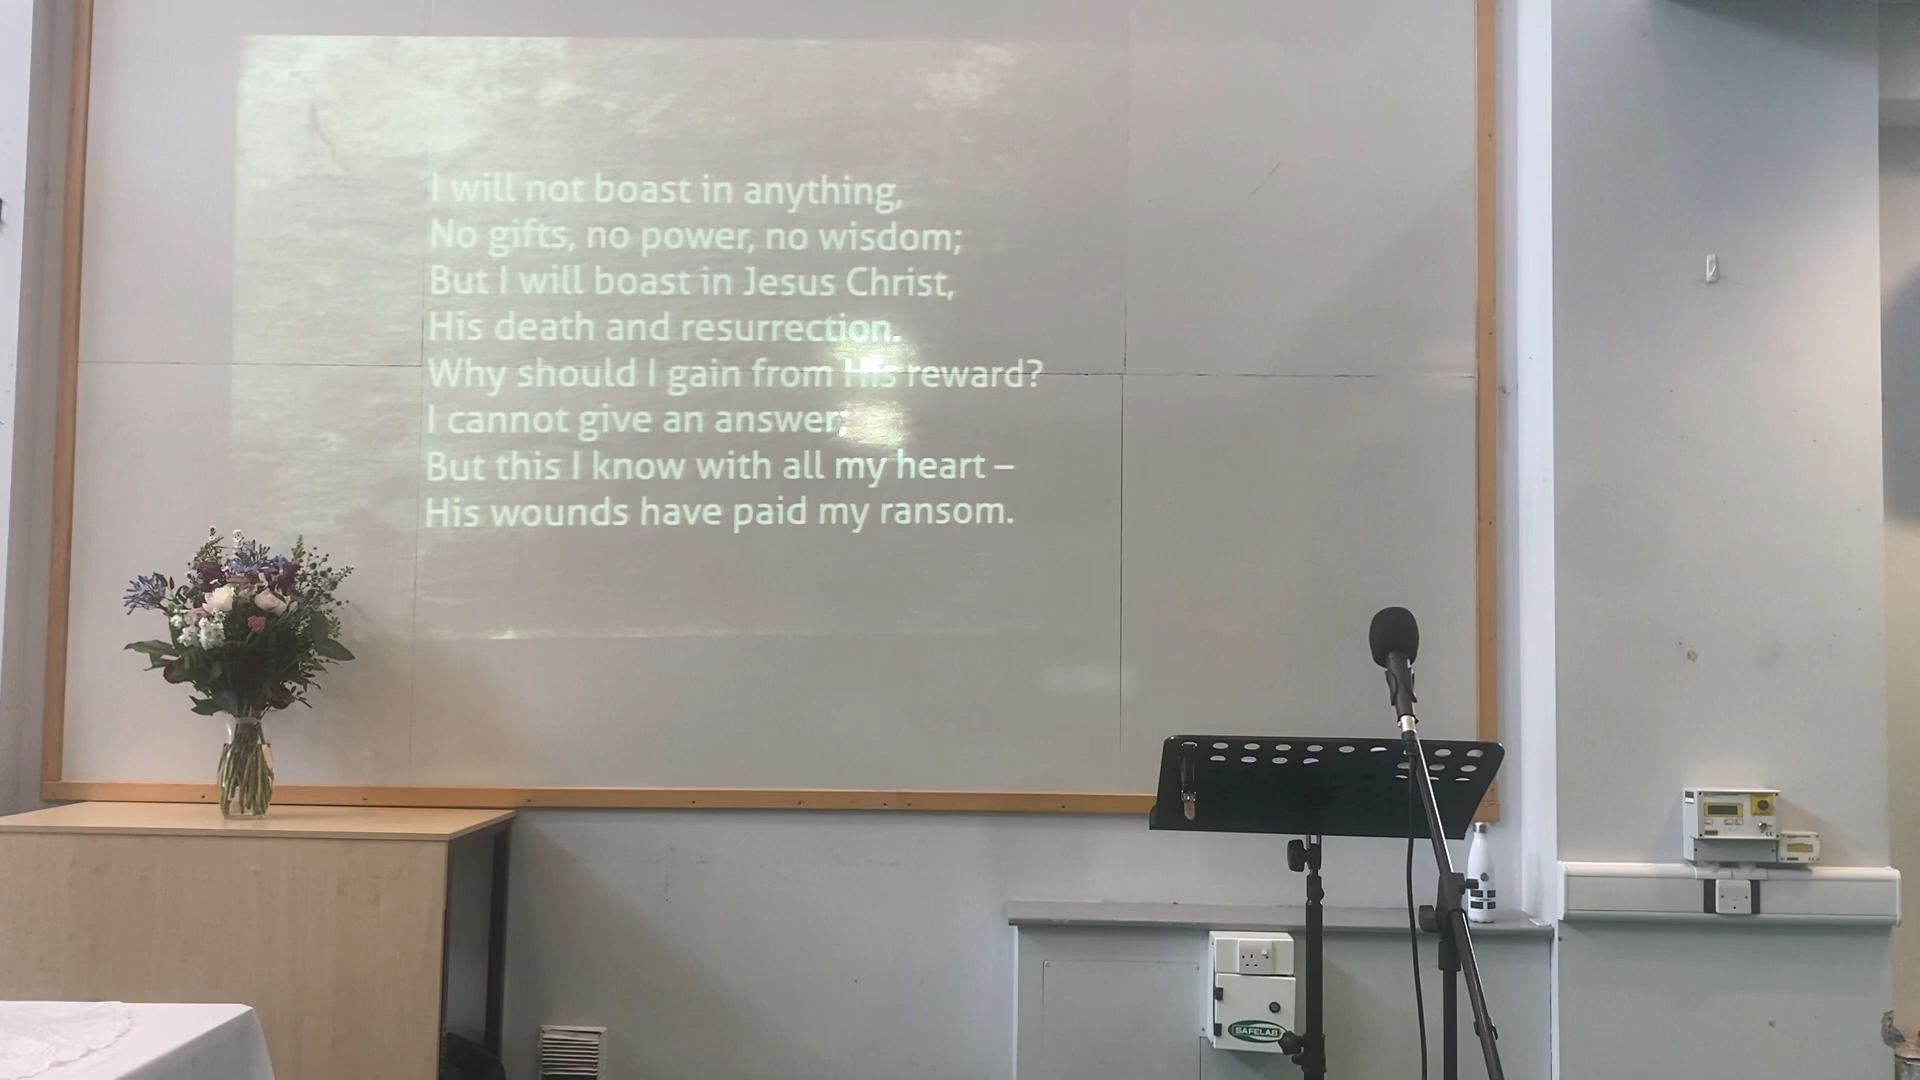 I will not boast in anything,
No gifts, no power, no wisdom;
But I will boast in Jesus Christ,
His death and resurrection.
Why should I gain from His reward?
I cannot give an answer;
But this I know with all my heart –
His wounds have paid my ransom.
SAFELAB